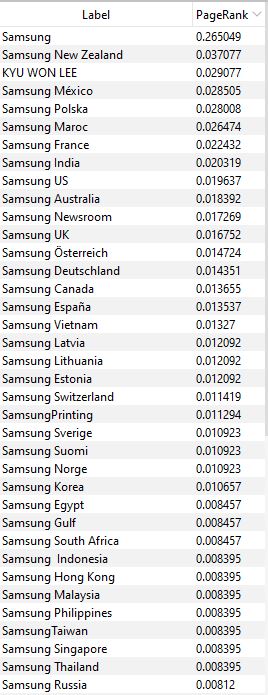 Label PageRank
Samsung 0.265049
Samsung New Zealand 0.037077
KYU WON LEE 0.029077
Samsung México 0.028505
Samsung Polska 0.028008
Samsung Maroc 0.026474
Samsung France 0.022432
Samsung India 0.020319
Samsung US 0.019637
Samsung Australia 0.018392
Samsung Newsroom 0.017269
Samsung UK 0.016752
Samsung Österreich 0.014724
Samsung Deutschland 0.014351
Samsung Canada 0.013655
Samsung España 0.013537
Samsung Vietnam 0.01327
Samsung Latvia 0.012092
Samsung Lithuania 0.012092
Samsung Estonia 0.012092
Samsung Switzerland 0.011419
SamsungPrinting 0.011294
Samsung Sverige 0.010923
Samsung Suomi 0.010923
Samsung Norge 0.010923
Samsung Korea 0.010657
Samsung Egypt 0.008457
Samsung Gulf 0.008457
Samsung South Africa 0.008457
Samsung  Indonesia 0.008395
Samsung Hong Kong 0.008395
Samsung Malaysia 0.008395
Samsung Philippines 0.008395
SamsungTaiwan 0.008395
Samsung Singapore 0.008395
Samsung Thailand 0.008395
Samsung Russia 0.00812